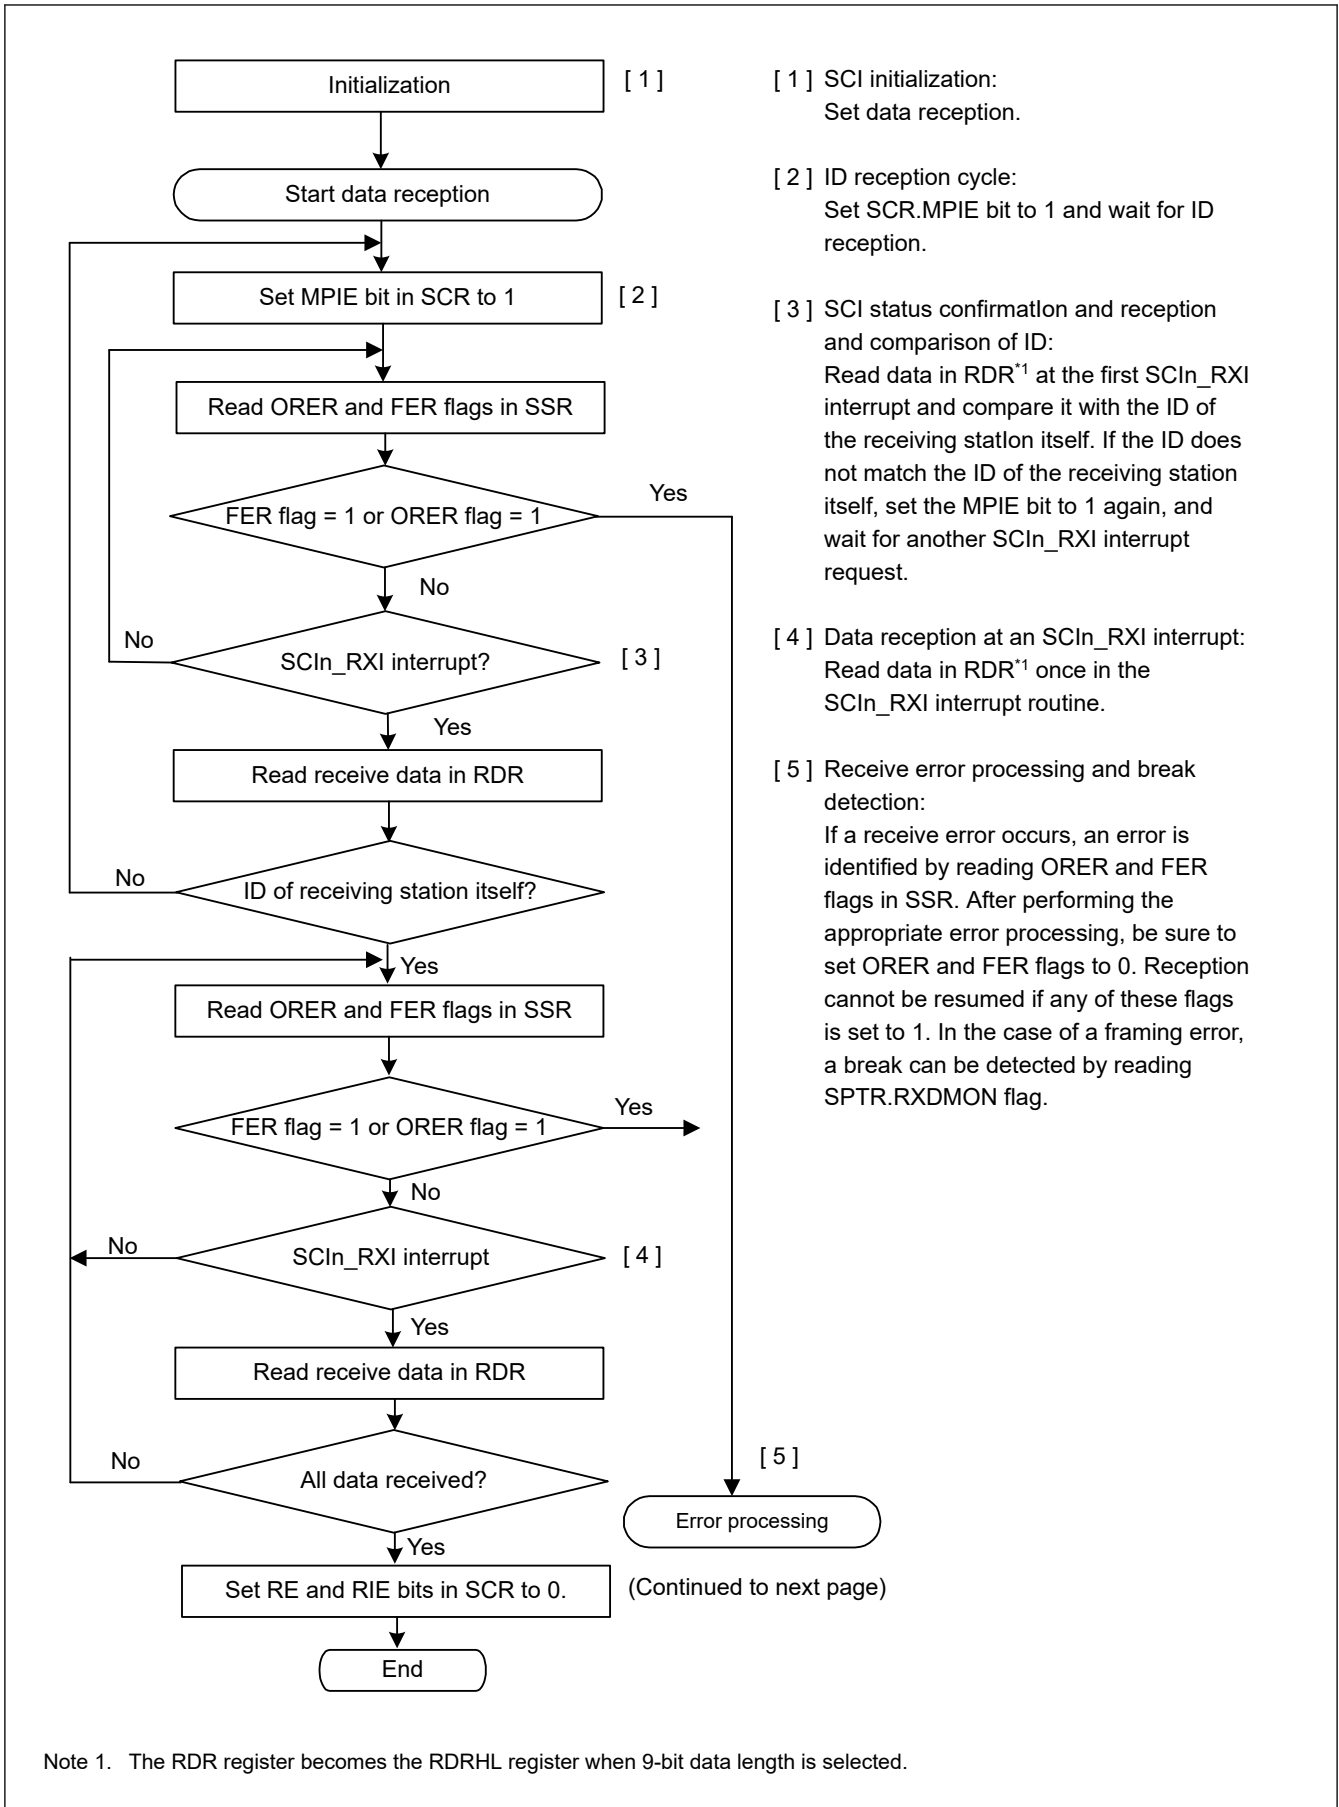 Initialization
[ 1 ]
Start data reception
Set MPIE bit in SCR to 1
[ 2 ]
Read ORER and FER flags in SSR
FER flag = 1 or ORER flag = 1
Yes
No
SCIn_RXI interrupt?
[ 3 ]
No
Yes
Read receive data in RDR
ID of receiving station itself?
No
Yes
Read ORER and FER flags in SSR
FER flag = 1 or ORER flag = 1
Yes
No
SCIn_RXI interrupt
[ 4 ]
No
Yes
Read receive data in RDR
All data received?
No
Yes
[ 5 ]
Error processing
Set RE and RIE bits in SCR to 0.
(Continued to next page)
End
[ 1 ] SCI initialization:
Set data reception.
[ 2 ] ID reception cycle:
Set SCR.MPIE bit to 1 and wait for ID
reception.
[ 3 ] SCI status confirmatIon and reception
and comparison of ID:
Read data in RDR*1 at the first SCIn_RXI
interrupt and compare it with the ID of
the receiving statIon itself. If the ID does
not match the ID of the receiving station
itself, set the MPIE bit to 1 again, and
wait for another SCIn_RXI interrupt
request.
[ 4 ] Data reception at an SCIn_RXI interrupt:
Read data in RDR*1 once in the
SCIn_RXI interrupt routine.
[ 5 ] Receive error processing and break
detection:
If a receive error occurs, an error is
identified by reading ORER and FER
flags in SSR. After performing the
appropriate error processing, be sure to
set ORER and FER flags to 0. Reception
cannot be resumed if any of these flags
is set to 1. In the case of a framing error,
a break can be detected by reading
SPTR.RXDMON flag.
Note 1. The RDR register becomes the RDRHL register when 9-bit data length is selected.